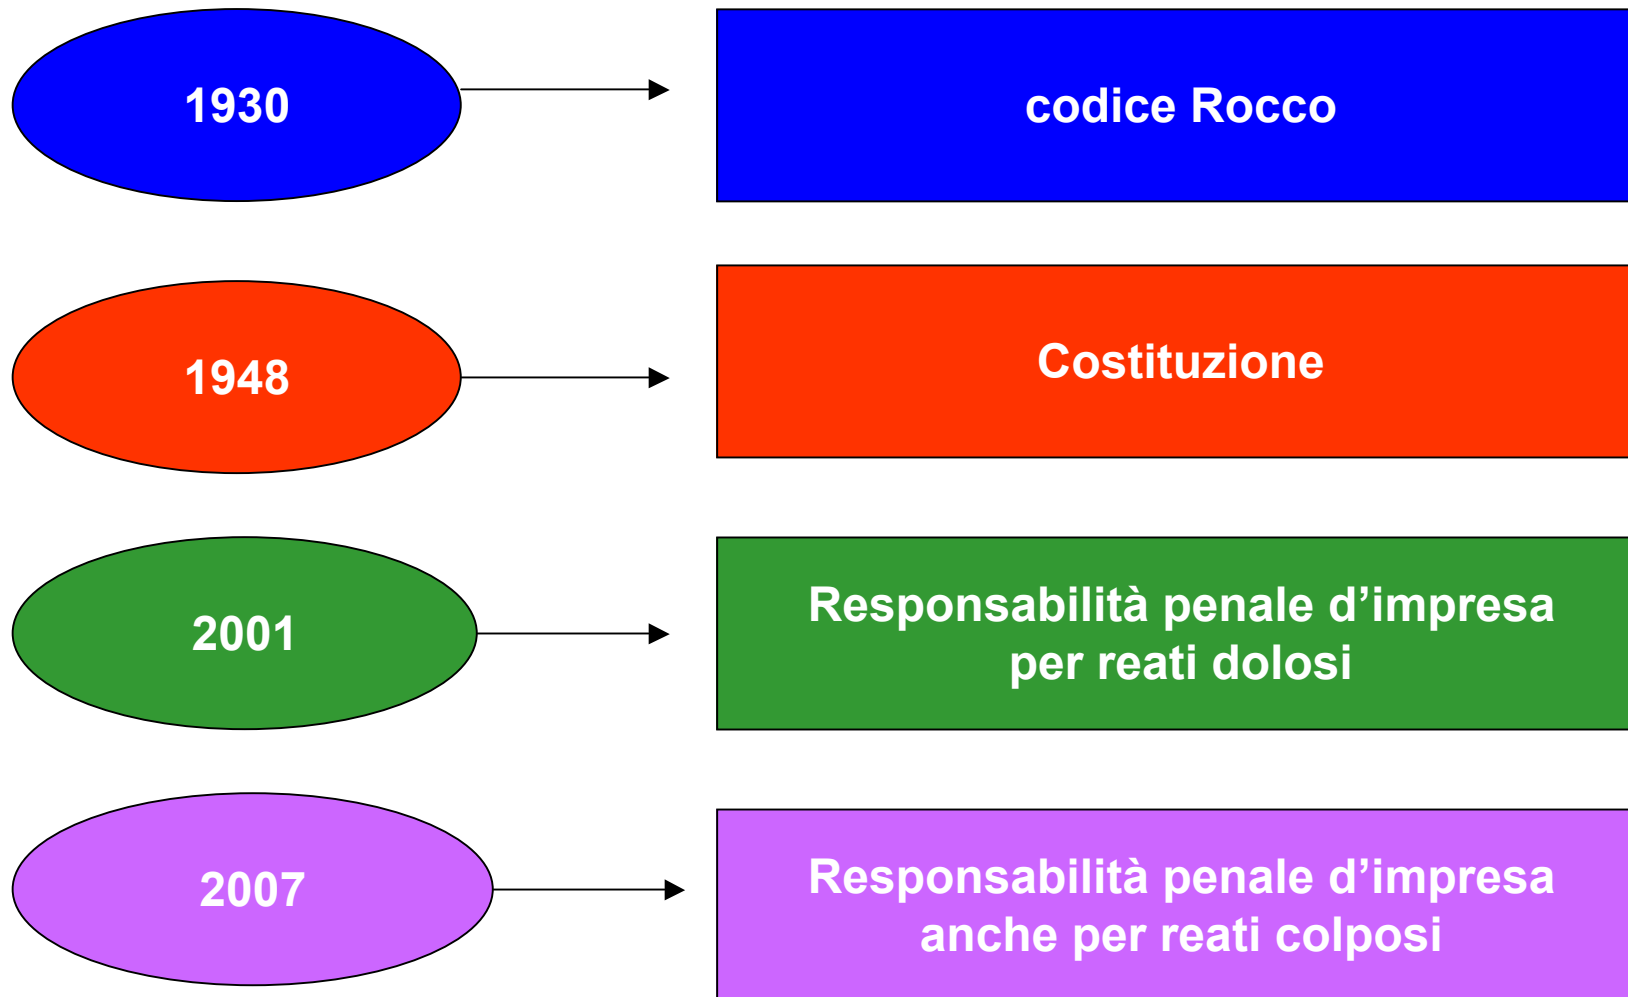 1930
codice Rocco
1948
Costituzione
2001
Responsabilità penale d’impresa
per reati dolosi
2007
Responsabilità penale d’impresa
anche per reati colposi